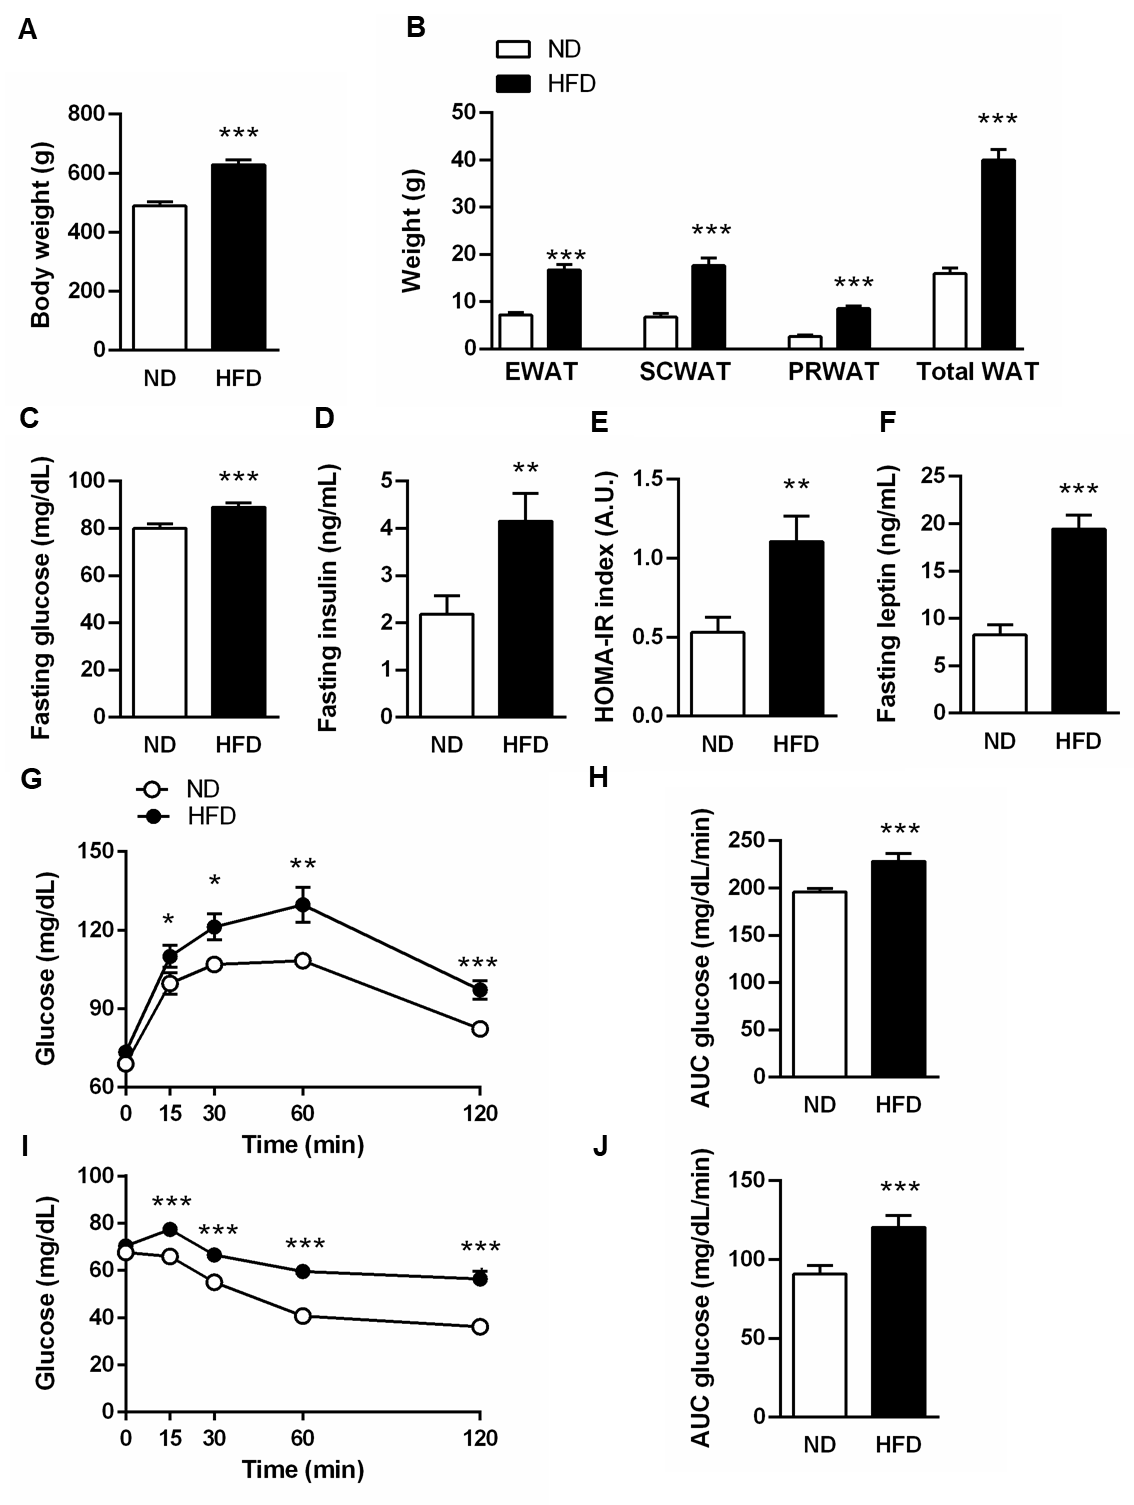 A
Body weight (g)
800
600
400
200
0
***
ND HFD
B
ND
HFD
Weight (g)
50
40
30
20
10
0
*** *** *** ***
EWAT SCWAT PRWAT Total WAT
C
Fasting glucose (mg/dL)
100
80
60
40
20
0
***
ND HFD
D
Fasting insulin (ng/mL)
5
4
3
2
1
0
**
ND HFD
E
HOMA-IR index (A.U.)
1.5
1.0
0.5
0.0
**
ND HFD
F
Fasting leptin (ng/mL)
25
20
15
10
5
0
***
ND HFD
G
ND
HFD
Glucose (mg/dL)
150
120
90
60
* * ** ***
0 15 30 60 120
Time (min)
H
AUC glucose (mg/dL/min)
250
200
150
100
50
0
***
ND HFD
I
Glucose (mg/dL)
100
80
60
40
20
0
*** *** *** ***
0 15 30 60 120
Time (min)
J
AUC glucose (mg/dL/min)
150
100
50
0
***
ND HFD